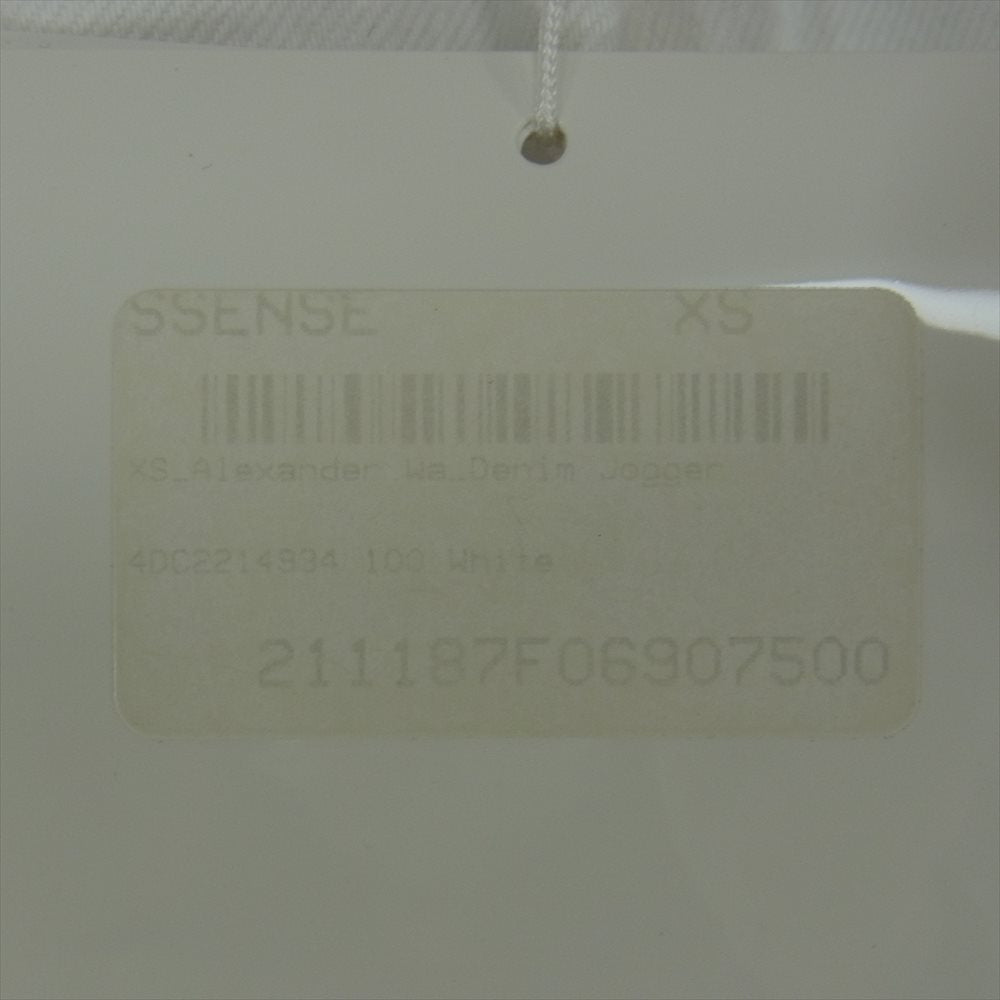 SSENSE XS
XS_Alexander Wa_Denim Jogger
4DC2214934 100 White
211187F06907500